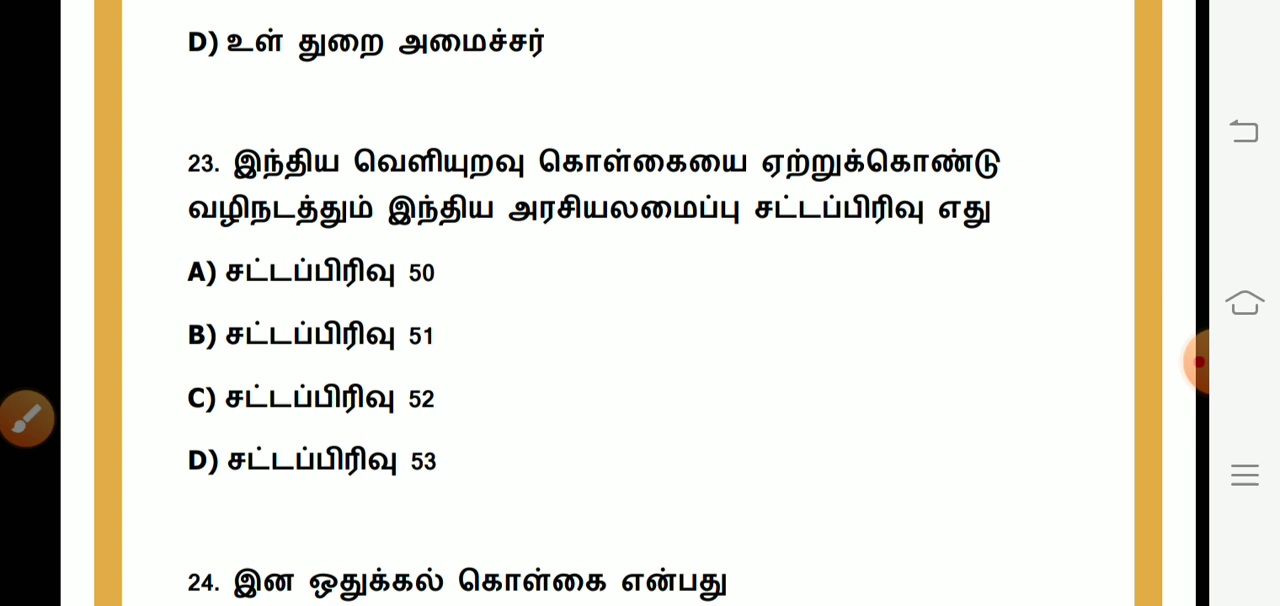 D) உள் துறை அமைச்சர்
23. இந்திய வெளியுறவு கொள்கையை ஏற்றுக்கொண்டு
வழிநடத்தும் இந்திய அரசியலமைப்பு சட்டப்பிரிவு எது
A) சட்டப்பிரிவு 50
B) சட்டப்பிரிவு 51
C) சட்டப்பிரிவு 52
D) சட்டப்பிரிவு 53
24. இன ஒதுக்கல் கொள்கை என்பது